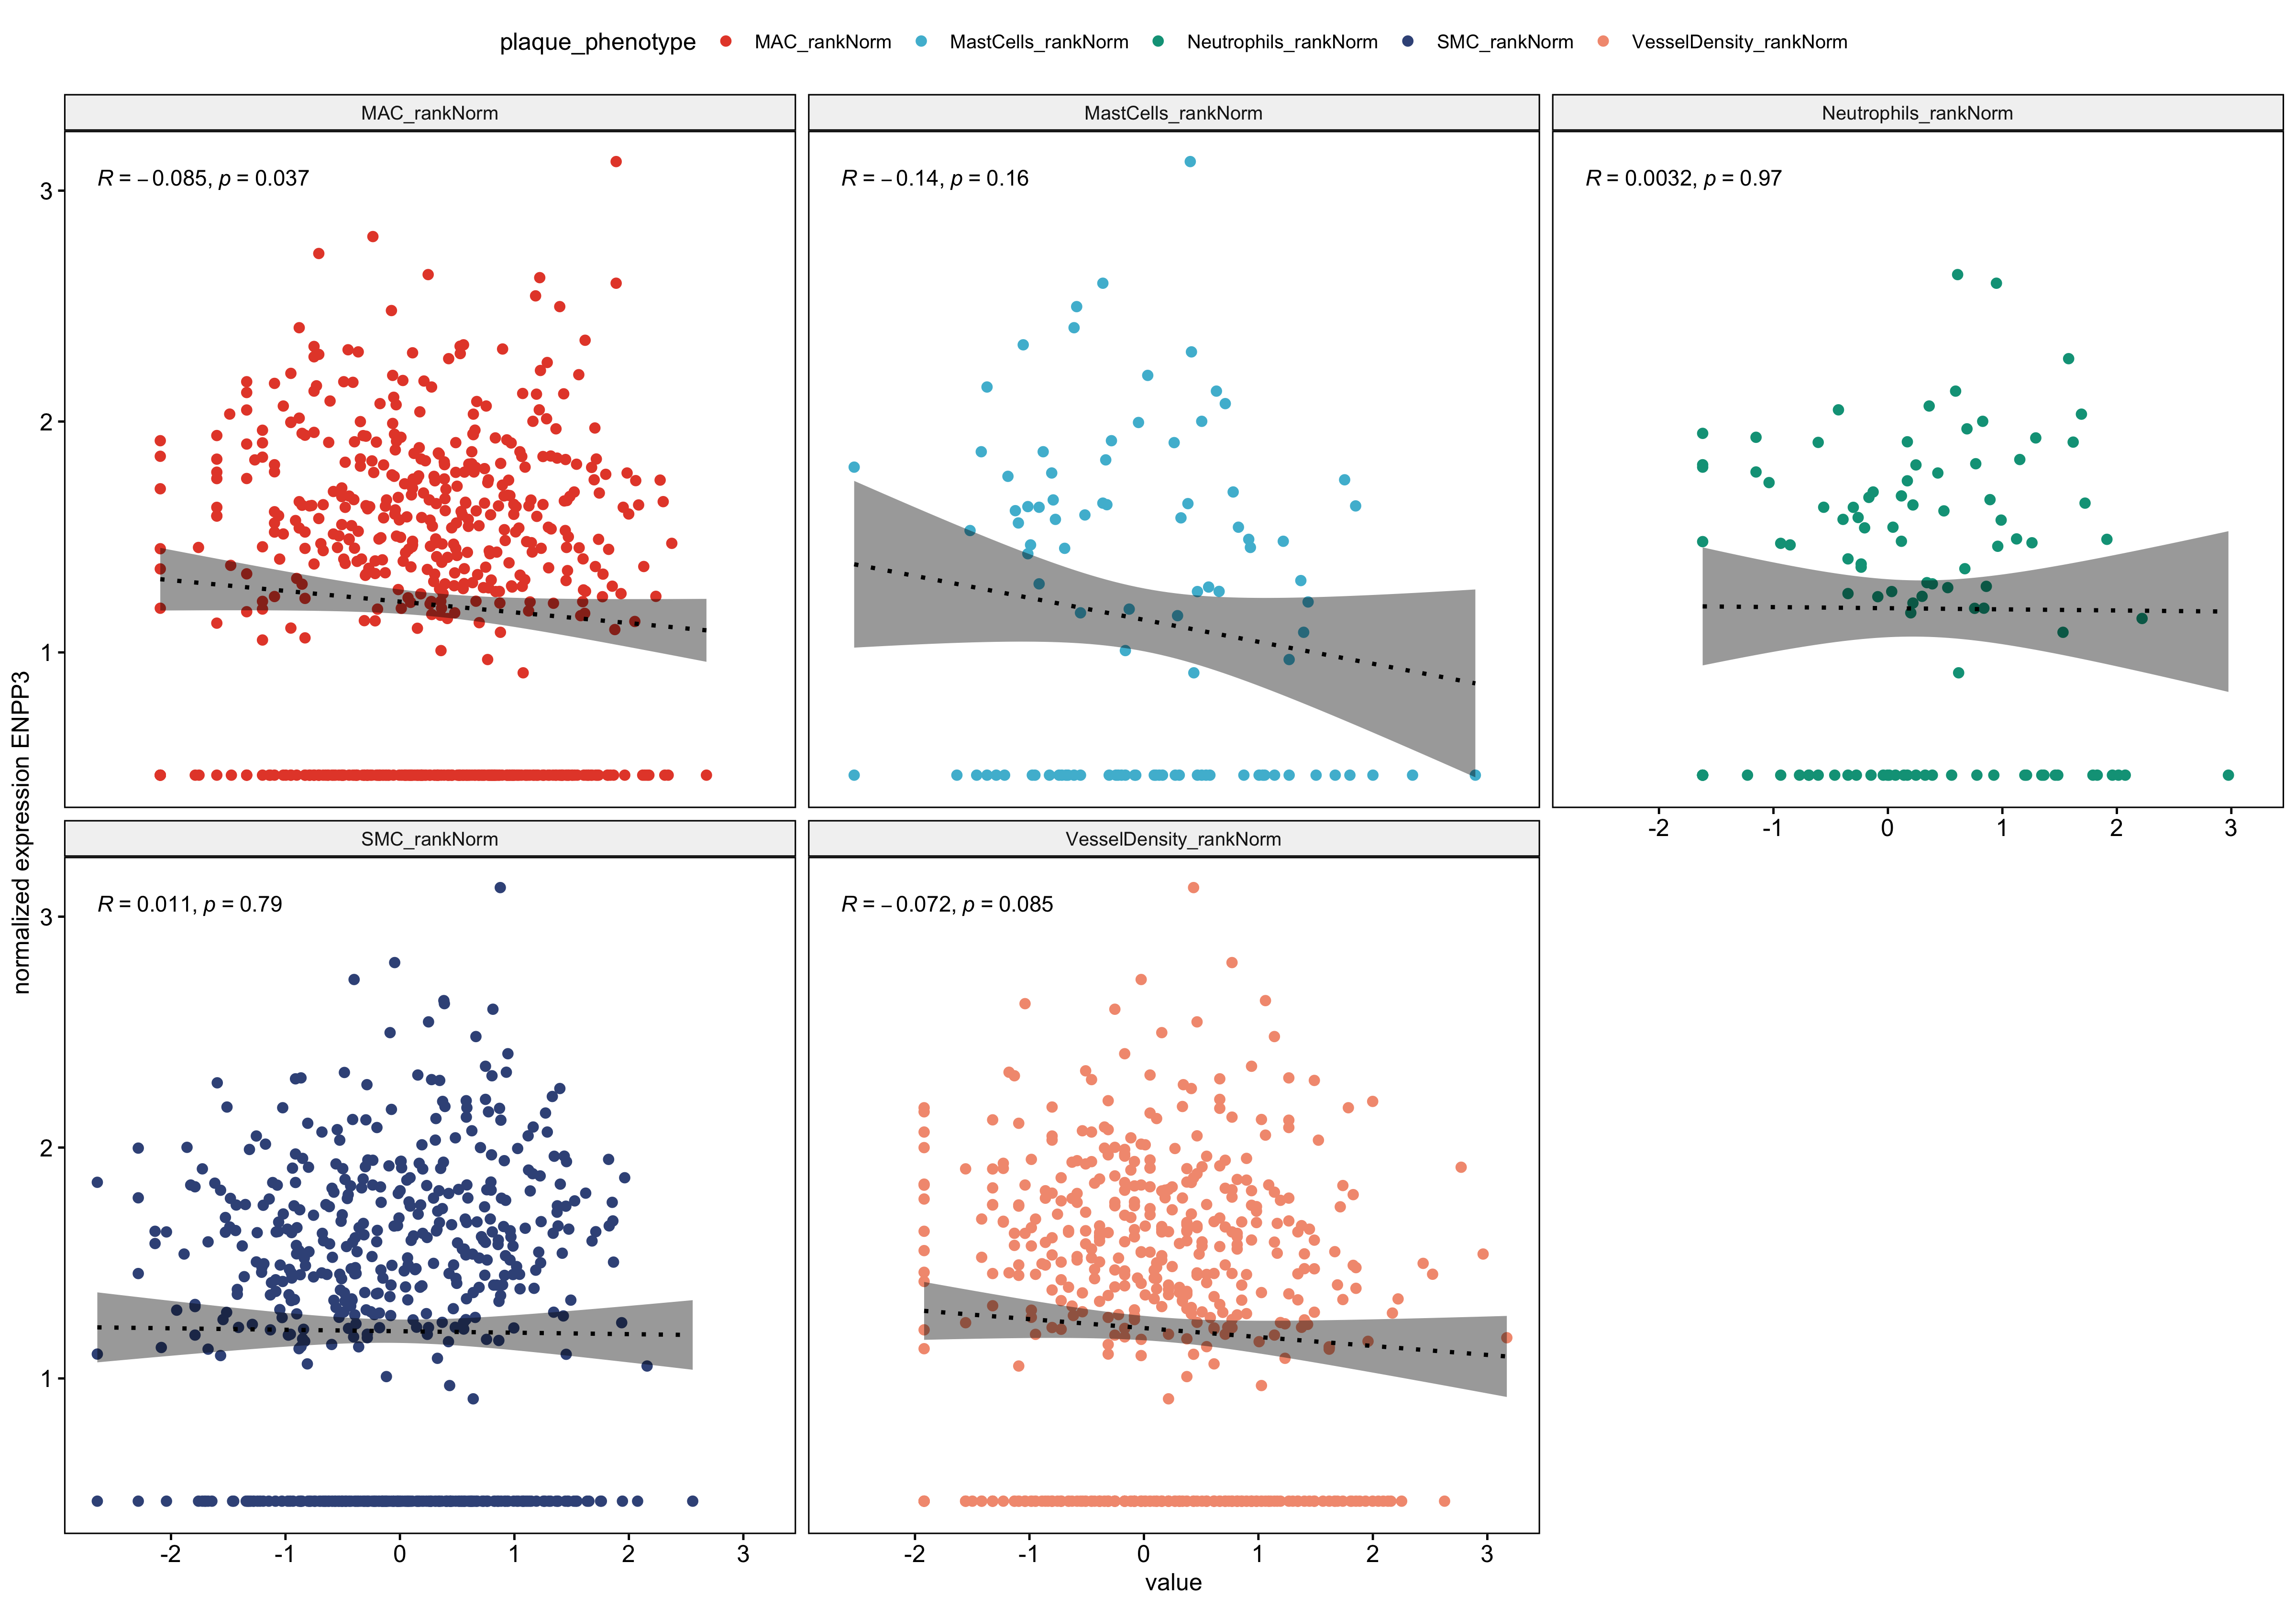 plaque_phenotype MAC_rankNorm MastCells_rankNorm Neutrophils_rankNorm SMC_rankNorm VesselDensity_rankNorm
MAC_rankNorm MastCells_rankNorm Neutrophils_rankNorm
R = −0.085, p = 0.037 R = −0.14, p = 0.16 R = 0.0032, p = 0.97
3
2
1
-2 -1 0 1 2 3
normalized expression ENPP3
SMC_rankNorm VesselDensity_rankNorm
R = 0.011, p = 0.79 R = −0.072, p = 0.085
3
2
1
-2 -1 0 1 2 3 -2 -1 0 1 2 3
value